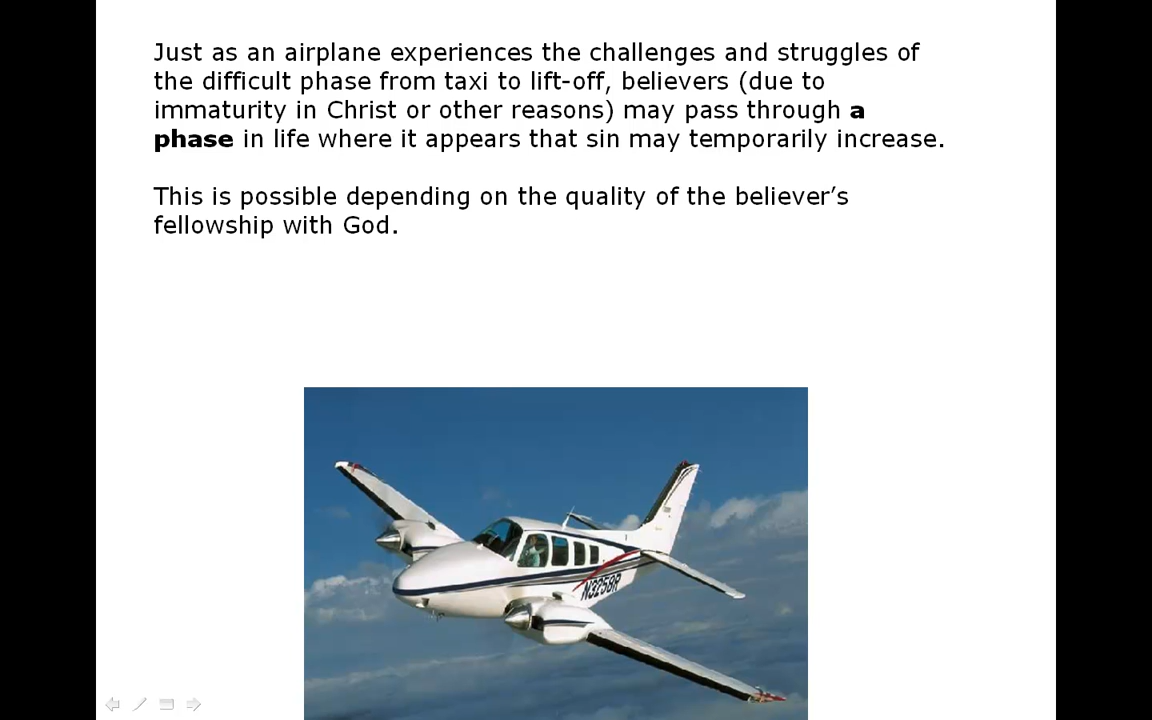 Just as an airplane experiences the challenges and struggles of
the difficult phase from taxi to lift-off, believers (due to
immaturity in Christ or other reasons) may pass through a
phase in life where it appears that sin may temporarily increase.
This is possible depending on the quality of the believer’s
fellowship with God.
N3258R